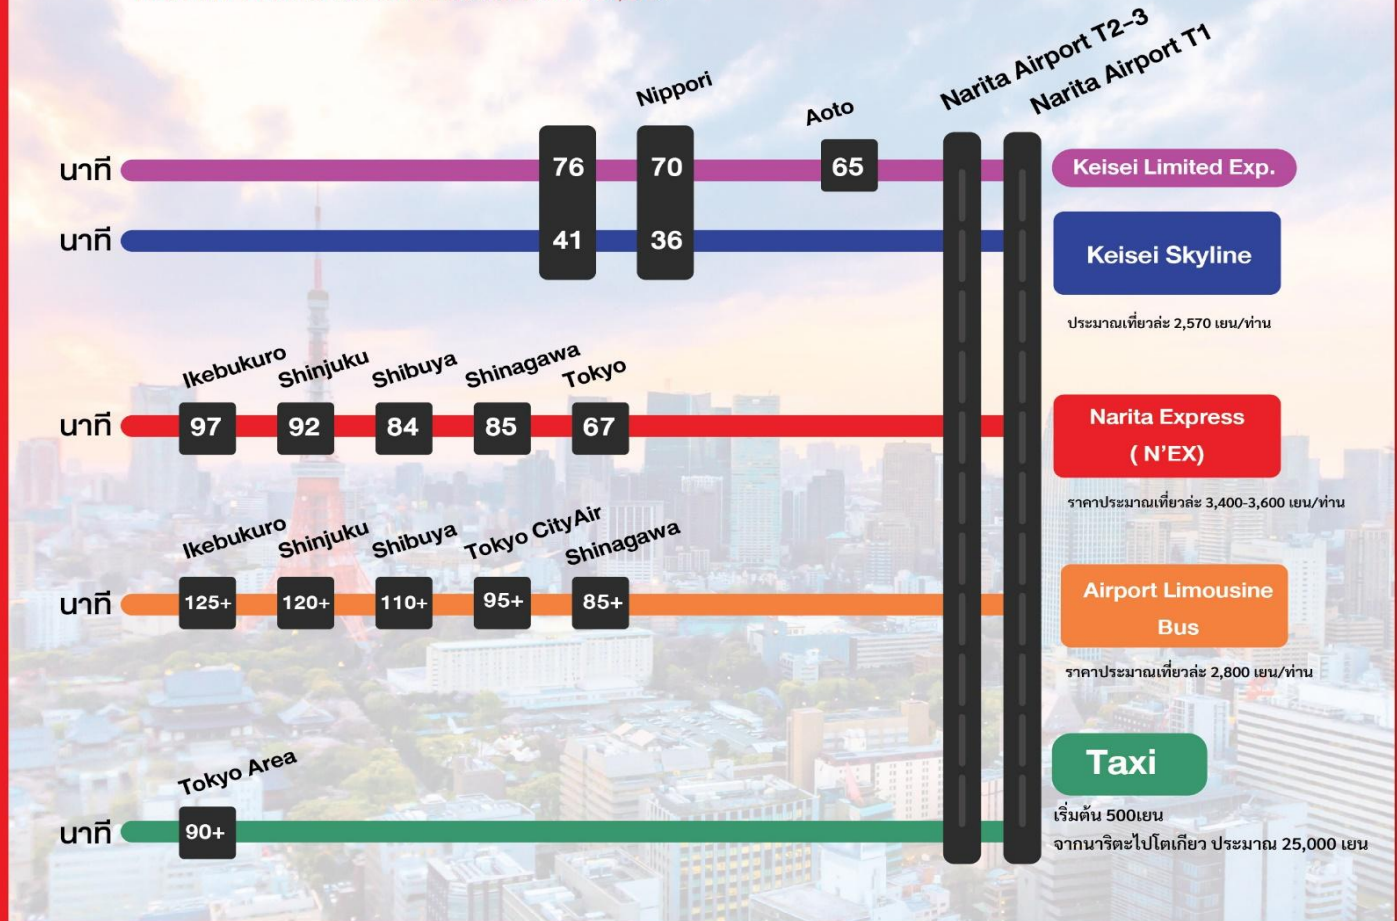 Narita Airport T2-3
Narita Airport T1
Nippori
Aoto
นาที
76
70
65
Keisei Limited Exp.
นาที
41
36
Keisei Skyline
ประมาณเที่ยวละ 2,570 เยน/ท่าน
Ikebukuro
Shinjuku
Shibuya
Shinagawa
Tokyo
นาที
97
92
84
85
67
Narita Express
( N'EX)
ราคาประมาณเที่ยวละ 3,400-3,600 เยน/ท่าน
Ikebukuro
Shinjuku
Shibuya
Tokyo CityAir
Shinagawa
นาที
125+
120+
110+
95+
85+
Airport Limousine
Bus
ราคาประมาณเที่ยวละ 2,800 เยน/ท่าน
Tokyo Area
นาที
90+
Taxi
เริ่มต้น 500เยน
จากนาริตะไปโตเกียว ประมาณ 25,000 เยน